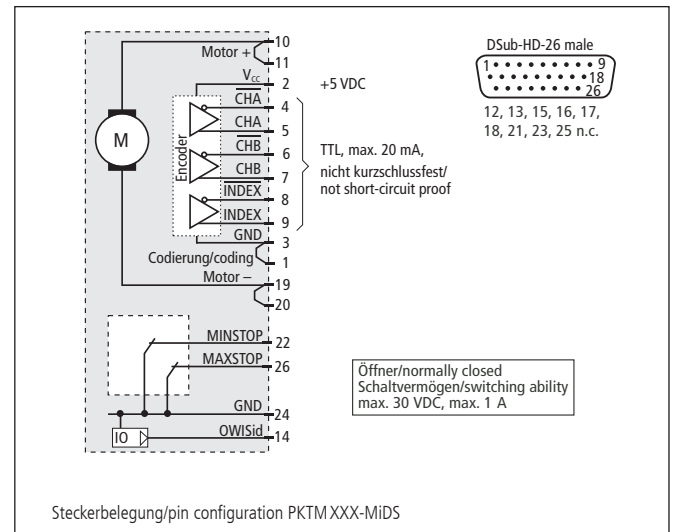 Motor +
10
11
V_CC
2
+5 VDC
CHA
4
CHA
5
CHB
6
CHB
7
INDEX
8
INDEX
9
GND
3
Codierung/coding
1
Motor –
19
20
M
Encoder
TTL, max. 20 mA,
nicht kurzschlussfest/
not short-circuit proof
DSub-HD-26 male
1
9
18
26
12, 13, 15, 16, 17,
18, 21, 23, 25 n.c.
MINSTOP
22
MAXSTOP
26
GND
24
IO
OWISid
14
Öffner/normally closed
Schaltvermögen/switching ability
max. 30 VDC, max. 1 A
Steckerbelegung/pin configuration PKTM XXX-MiDS